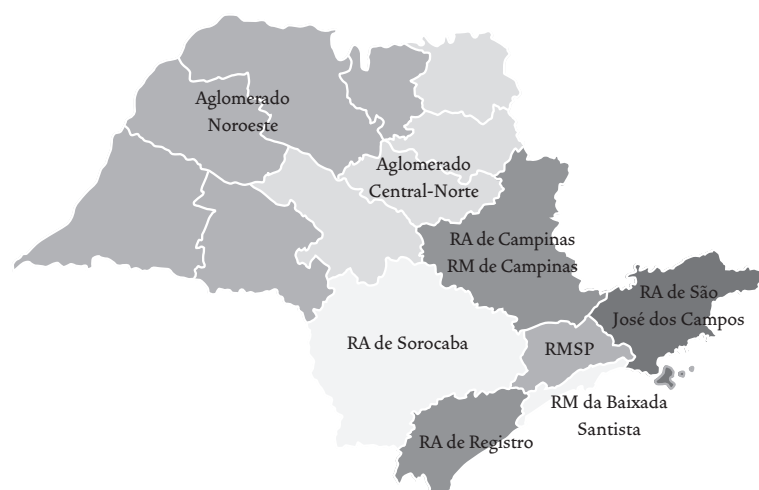 Aglomerado
Noroeste
Aglomerado
Central-Norte
RA de Campinas
RM de Campinas
RA de São
José dos Campos
RA de Sorocaba
RMSP
RM da Baixada
Santista
RA de Registro